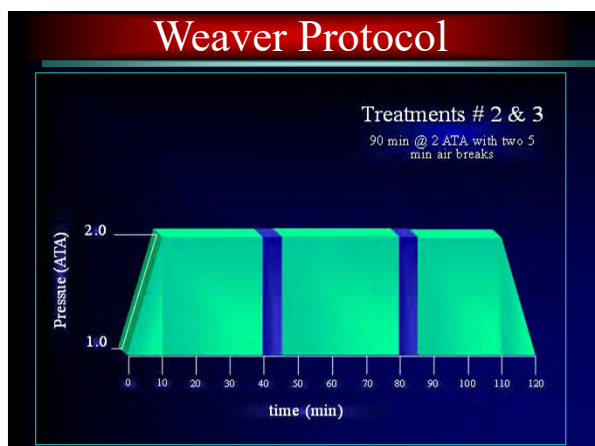 Weaver Protocol
Treatments # 2 & 3
90 min @ 2 ATA with two 5
min air breaks
2.0
Pressue (ATA)
1.0
0 10 20 30 40 50 60 70 80 90 100 110 120
time (min)